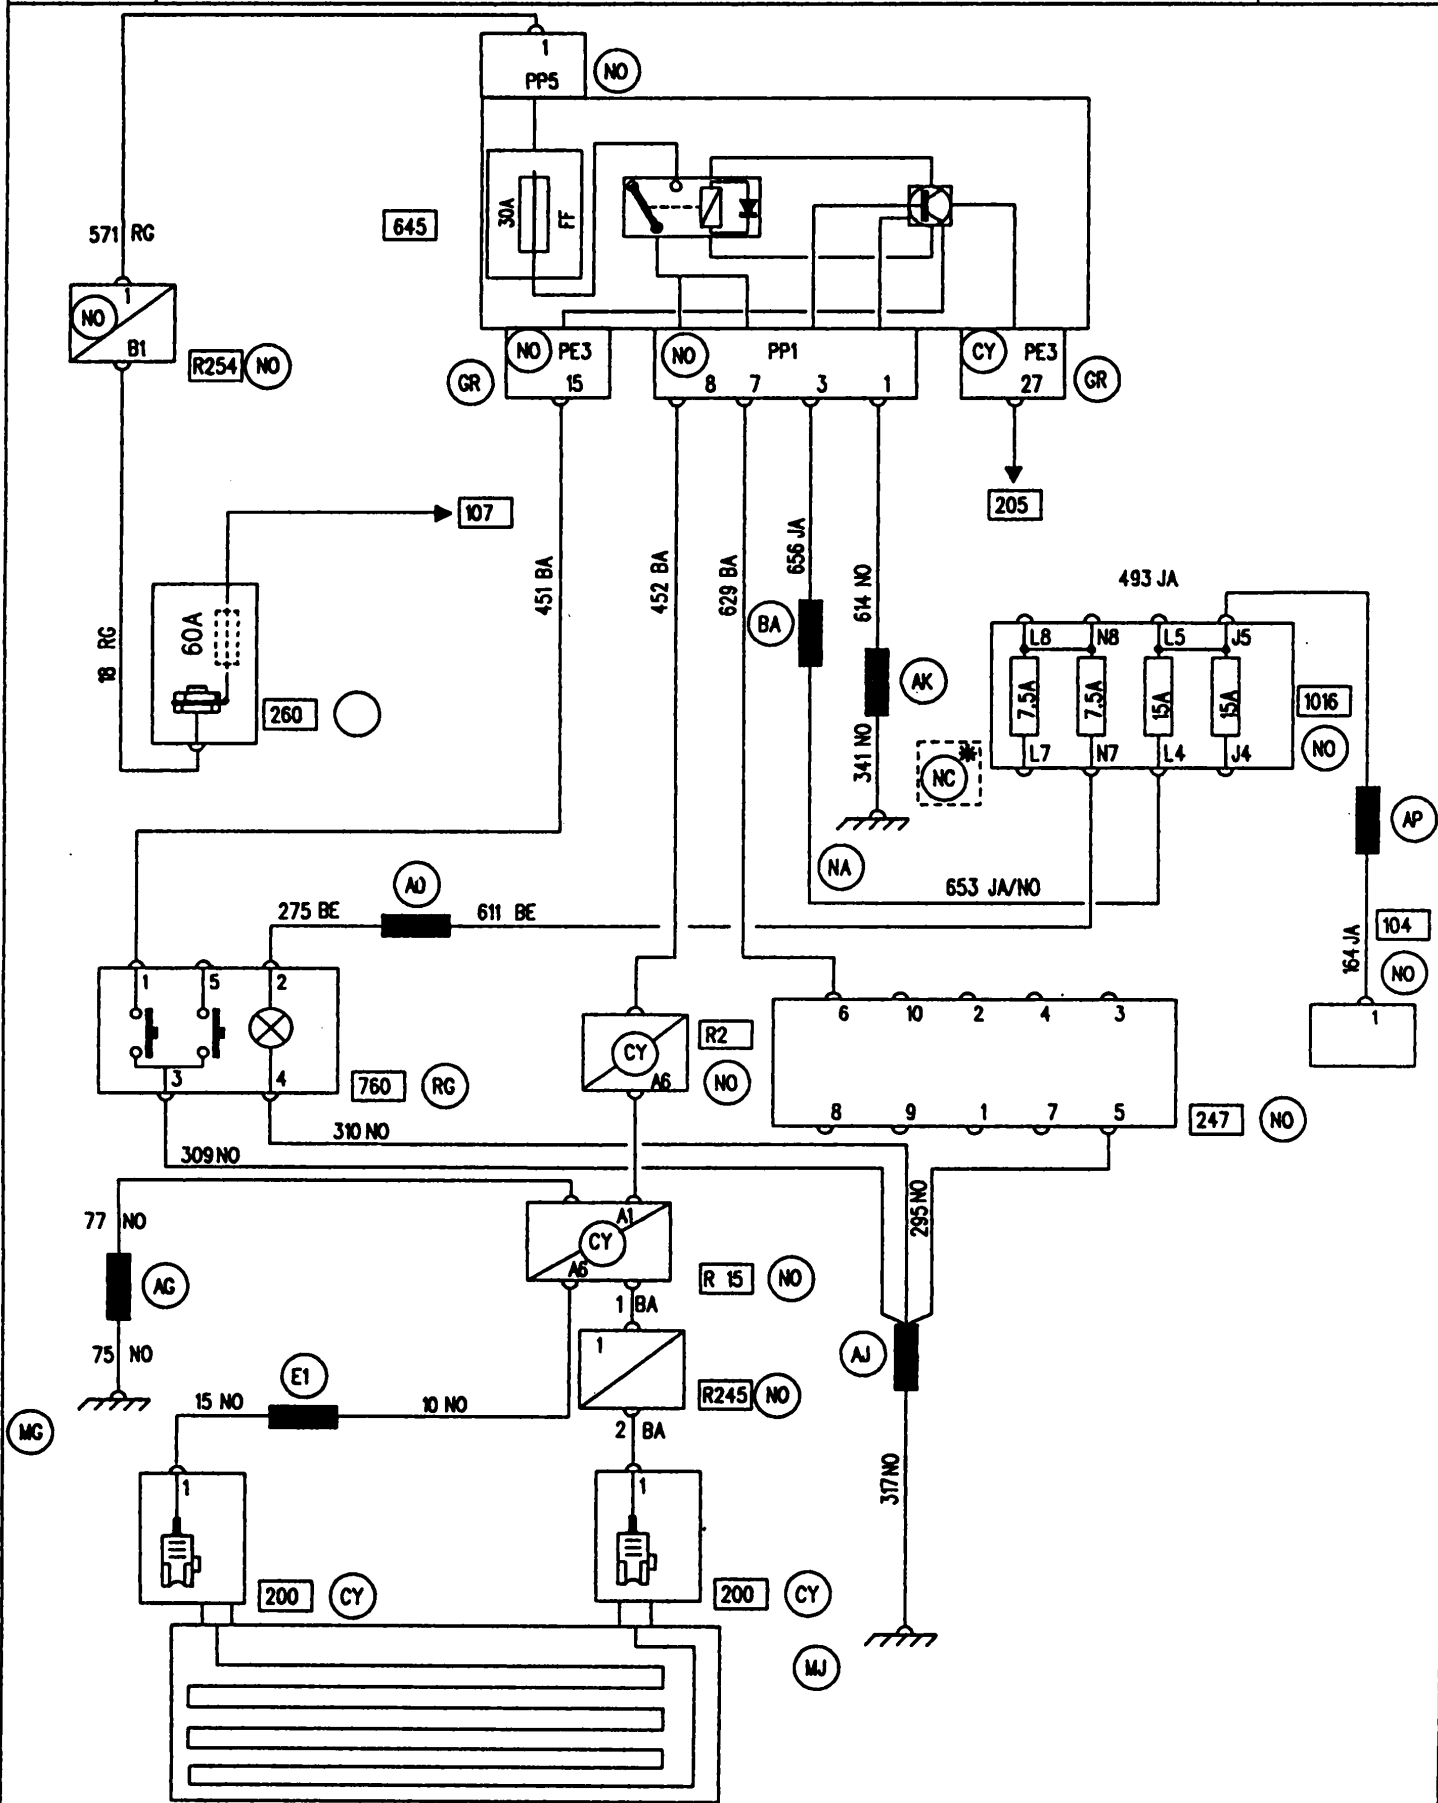 1
PP5
NO
30A
FF
645
571 RG
1
NO
B1
R254
NO
NO
PE3
15
GR
NO
PP1
8 7 3 1
CY
PE3
27
GR
107
205
18 RG
60A
260
451 BA
452 BA
629 BA
656 JA
BA
614 NO
AK
341 NO
NC
*
NA
493 JA
L8 N8 L5 J5
7.5A 7.5A 15A 15A
L7 N7 L4 J4
1016
NO
AP
653 JA/NO
AO
275 BE
611 BE
164 JA
104
NO
1
1 5 2
3 4
760
RG
CY
A6
R2
NO
6 10 2 4 3
8 9 1 7 5
247
NO
310 NO
309 NO
295 NO
77 NO
AG
75 NO
MG
A1
CY
A6
R 15
NO
1 BA
1
R245
NO
2 BA
AJ
E1
15 NO
10 NO
317 NO
1
200
CY
1
200
CY
MJ